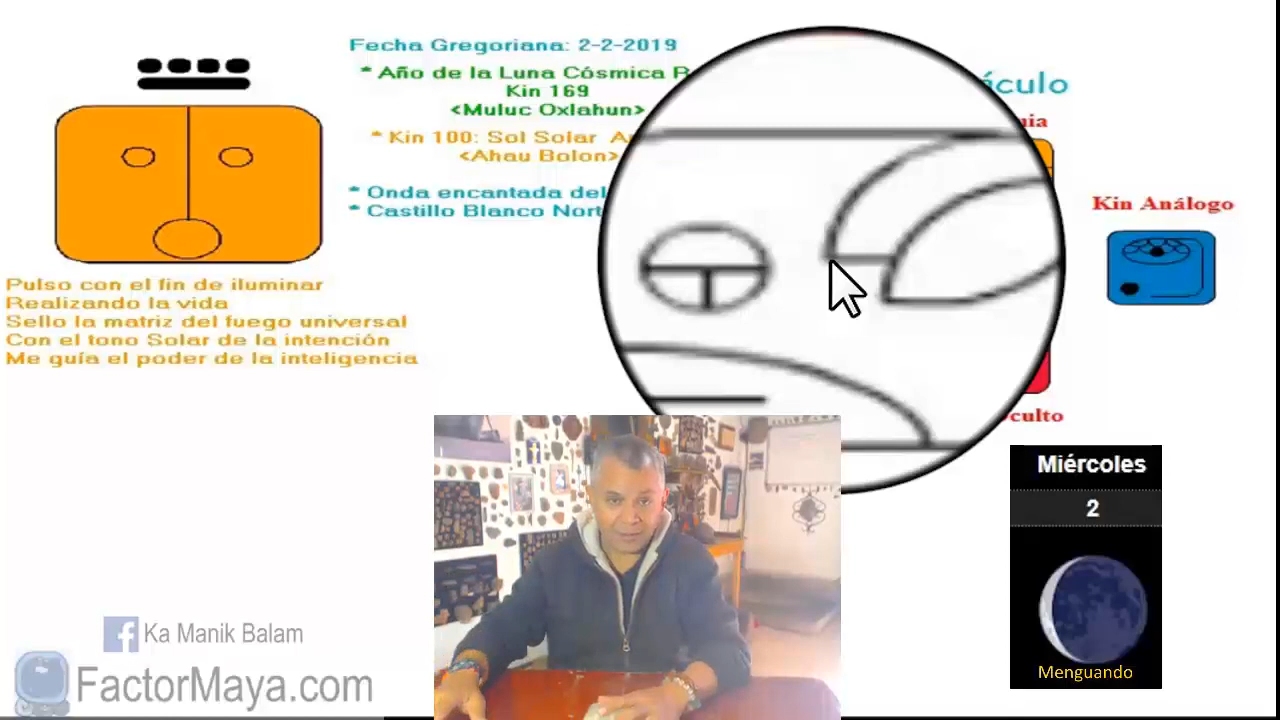 Fecha Gregoriana: 2-2-2019
* Año de la Luna Cósmica R
Kin 169
<Muluc Oxlahun>
* Kin 100: Sol Solar A
<Ahau Bolon>
* Onda encantada del
* Castillo Blanco Nort
Pulso con el fin de iluminar
Realizando la vida
Sello la matriz del fuego universal
Con el tono Solar de la intención
Me guía el poder de la inteligencia
áculo
nia
Kin Análogo
culto
Miércoles
2
Menguando
Ka Manik Balam
FactorMaya.com